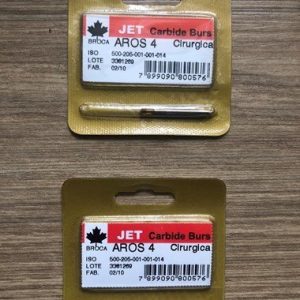 JET Carbide Burs
BROCA AROS 4 Cirurgica
ISO 500-205-001-001-014
LOTE 3361269
FAB. 02/10
7 899090 800576
JET Carbide Burs
BROCA AROS 4 Cirurgica
ISO 500-205-001-001-014
LOTE 3361269
FAB. 02/10
7 899090 800576